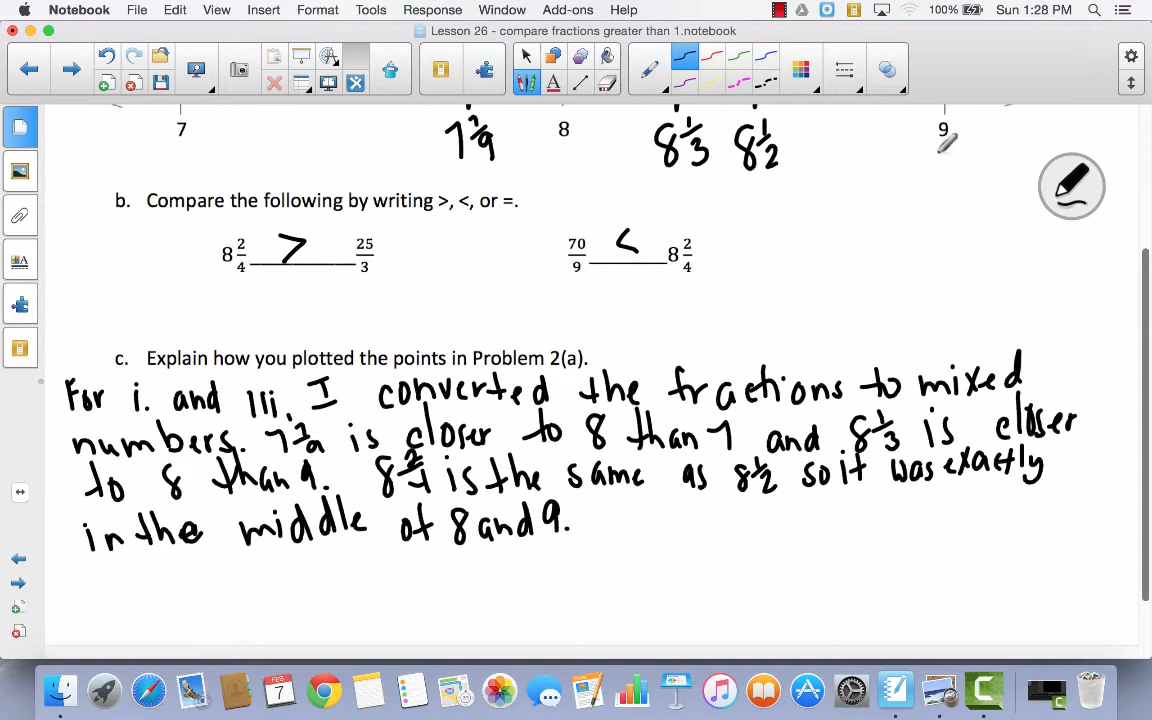 Notebook File Edit View Insert Format Tools Response Window Add-ons Help 100% Sun 1:28 PM
Lesson 26 - compare fractions greater than 1.notebook
7 8 9
8 1/3 8 1/2
b. Compare the following by writing >, <, or =.
8 2/4 > 25/3 70/9 < 8 2/4
c. Explain how you plotted the points in Problem 2(a).
For i. and iii, I converted the fractions to mixed
numbers. is closer to 8 than 7 and 8 1/3 is closer
to 8 than 9. 8 2/4 is the same as 8 1/2 so it was exactly
in the middle of 8 and 9.
FEB
7